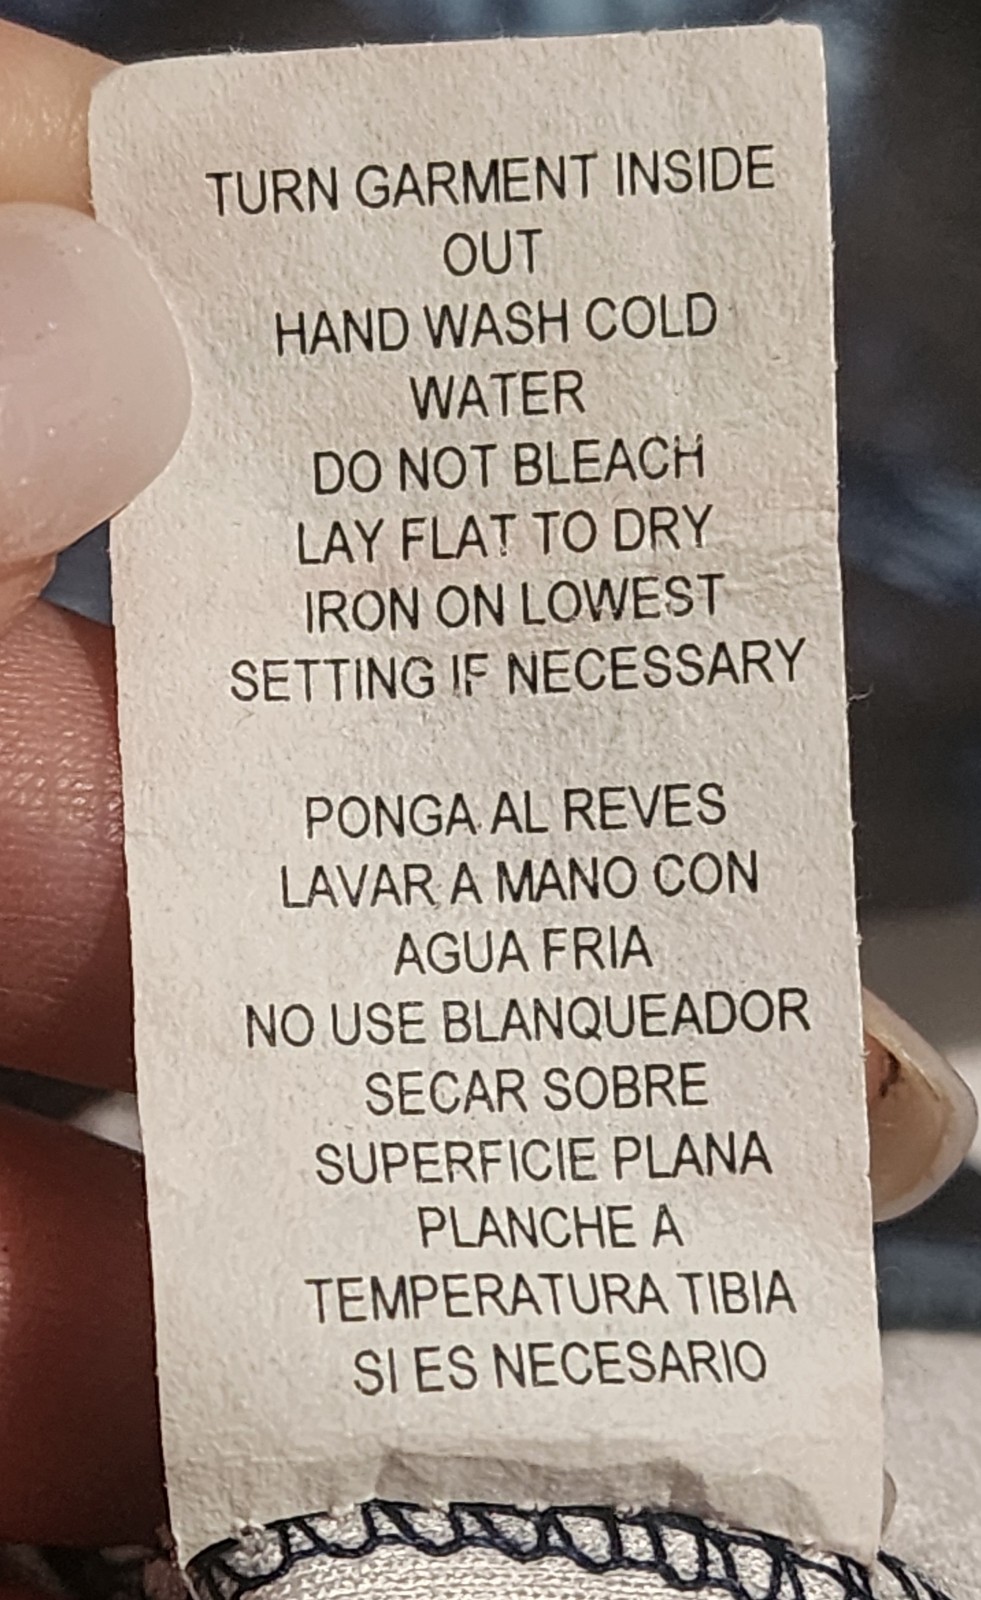 TURN GARMENT INSIDE
OUT
HAND WASH COLD
WATER
DO NOT BLEACH
LAY FLAT TO DRY
IRON ON LOWEST
SETTING IF NECESSARY
PONGA AL REVES
LAVAR A MANO CON
AGUA FRIA
NO USE BLANQUEADOR
SECAR SOBRE
SUPERFICIE PLANA
PLANCHE A
TEMPERATURA TIBIA
SI ES NECESARIO